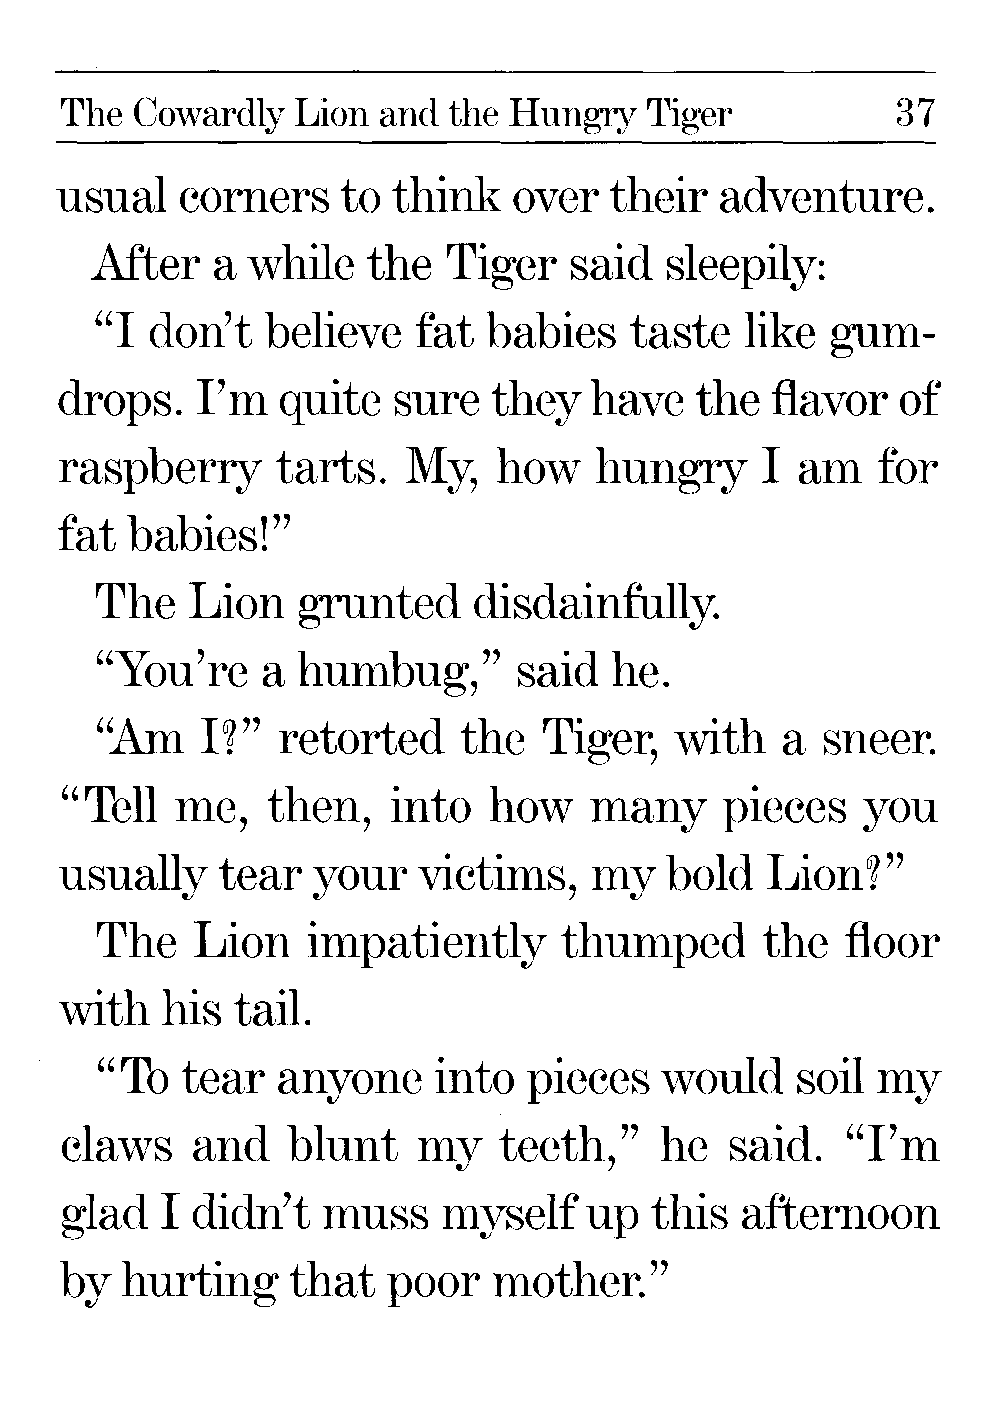 The Cowardly Lion and the Hungry Tiger 37
usual corners to think over their adventure.
After a while the Tiger said sleepily:
“I don’t believe fat babies taste like gum-
drops. I’m quite sure they have the flavor of
raspberry tarts. My, how hungry I am for
fat babies!”
The Lion grunted disdainfully.
“You’re a humbug,” said he.
“Am I?” retorted the Tiger, with a sneer.
“Tell me, then, into how many pieces you
usually tear your victims, my bold Lion?”
The Lion impatiently thumped the floor
with his tail.
“To tear anyone into pieces would soil my
claws and blunt my teeth,” he said. “I’m
glad I didn’t muss myself up this afternoon
by hurting that poor mother.”